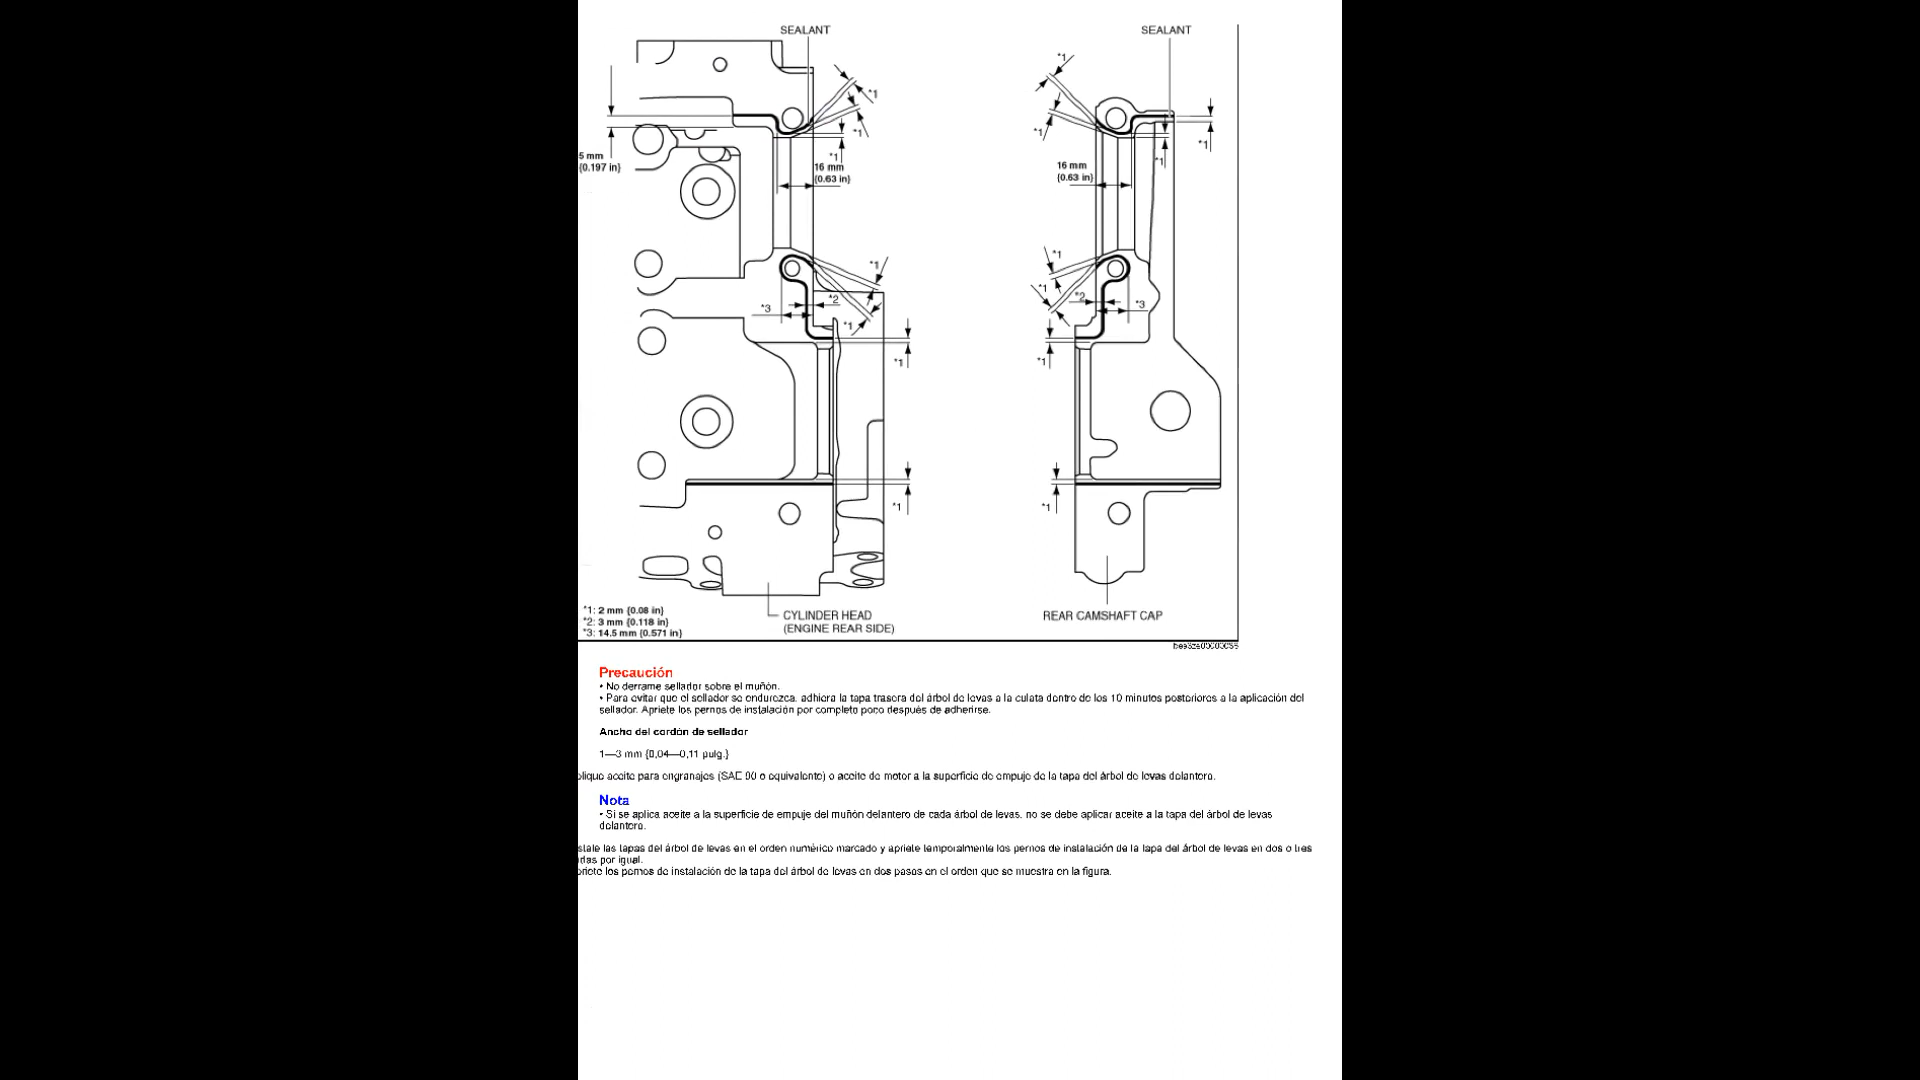 SEALANT
SEALANT
*1
*1
*1
*1
*1
*1
*1
*1
5 mm
{0.197 in}
16 mm
{0.63 in}
16 mm
{0.63 in}
*1
*1
*2
*3
*1
*1
*1
*2
*3
*1
*1
*1
*1
*1: 2 mm {0.08 in}
*2: 3 mm {0.118 in}
*3: 14.5 mm {0.571 in}
CYLINDER HEAD
(ENGINE REAR SIDE)
REAR CAMSHAFT CAP
Precaución
• No derrame sellador sobre el muñón.
• Para evitar que el sellador se endurezca, adhiera la tapa trasera del árbol de levas a la culata dentro de los 10 minutos posteriores a la aplicación del
sellador. Apriete los pernos de instalación por completo poco después de adherirse.
Ancho del cordón de sellador
1—3 mm {0,04—0,11 pulg.}
plique aceite para engranajes (SAE 90 o equivalente) o aceite de motor a la superficie de empuje de la tapa del árbol de levas delantera.
Nota
• Si se aplica aceite a la superficie de empuje del muñón delantero de cada árbol de levas, no se debe aplicar aceite a la tapa del árbol de levas
delantero.
stale las tapas del árbol de levas en el orden numérico marcado y apriete temporalmente los pernos de instalación de la tapa del árbol de levas en dos o tres
por igual.
priete los pernos de instalación de la tapa del árbol de levas en dos pasos en el orden que se muestra en la figura.